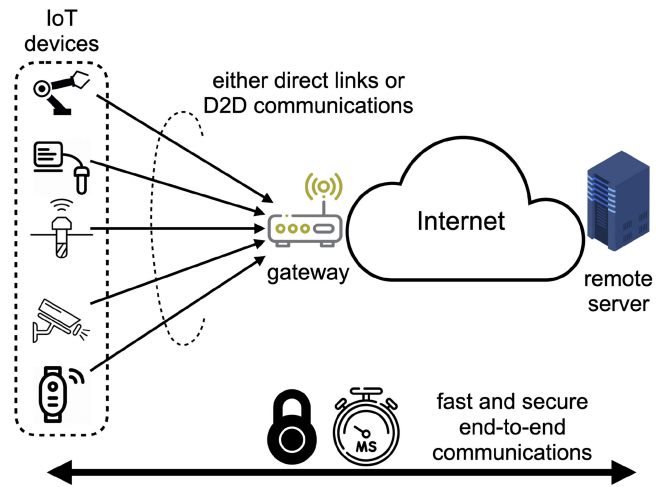 IoT
devices
either direct links or
D2D communications
Internet
gateway
remote
server
MS
fast and secure
end-to-end
communications